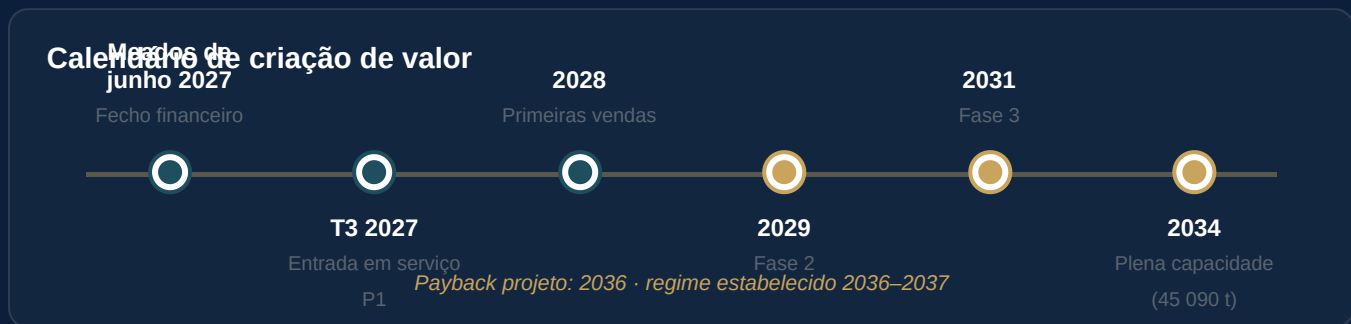 Calendário de criação de valor
Meados de
junho 2027
Fecho financeiro
T3 2027
Entrada em serviço
P1
2028
Primeiras vendas
2029
Fase 2
2031
Fase 3
2034
Plena capacidade
(45 090 t)
Payback projeto: 2036 · regime estabelecido 2036–2037